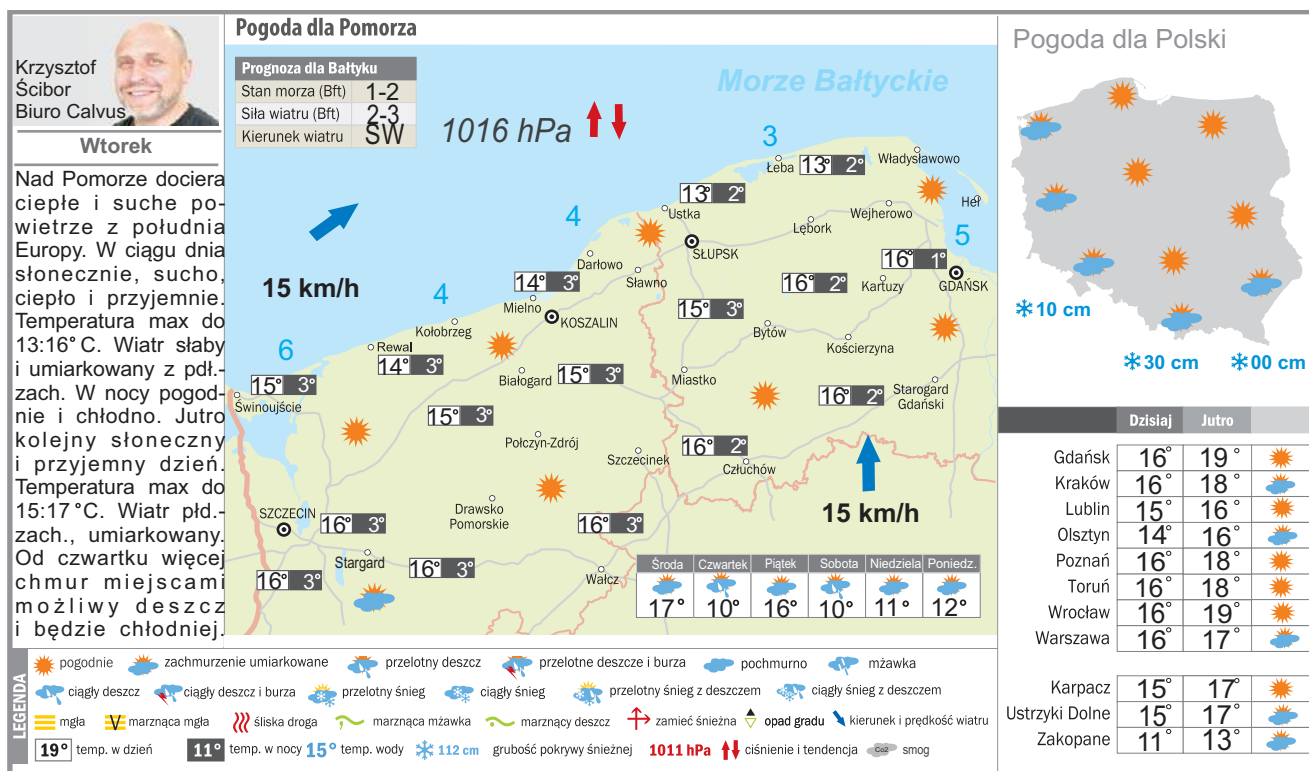 Krzysztof
Ścibor
Biuro Calvus
Wtorek
Nad Pomorze dociera
ciepłe i suche po-
wietrze z południa
Europy. W ciągu dnia
słonecznie, sucho,
ciepło i przyjemnie.
Temperatura max do
13:16°C. Wiatr słaby
i umiarkowany z pdł.-
zach. W nocy pogod-
nie i chłodno. Jutro
kolejny słoneczny
i przyjemny dzień.
Temperatura max do
15:17°C. Wiatr płd.-
zach., umiarkowany.
Od czwartku więcej
chmur miejscami
możliwy deszcz
i będzie chłodniej.
Pogoda dla Pomorza
Prognoza dla Bałtyku
Stan morza (Bft) 1-2
Siła wiatru (Bft) 2-3
Kierunek wiatru SW
1016 hPa
Morze Bałtyckie
3
Łeba 13° 2°
Władysławowo
Hel
13° 2°
Ustka
Wejherowo
Lębork
4
SŁUPSK
5
16° 1°
GDAŃSK
15 km/h
Darłowo
Sławno
14° 3°
Mielno
16° 2°
Kartuzy
4
KOSZALIN
15° 3°
Kołobrzeg
Bytów
Kościerzyna
6
Rewal
14° 3°
15° 3°
Świnoujście
Białogard
15° 3°
Miastko
Starogard
Gdański
16° 2°
15° 3°
Połczyn-Zdrój
Szczecinek
16° 2°
Człuchów
Drawsko
Pomorskie
SZCZECIN
16° 3°
16° 3°
15 km/h
Stargard
16° 3°
16° 3°
Wałcz
Środa Czwartek Piątek Sobota Niedziela Poniedz.
17° 10° 16° 10° 11° 12°
Pogoda dla Polski
10 cm
30 cm
00 cm
Dzisiaj Jutro
Gdańsk 16° 19°
Kraków 16° 18°
Lublin 15° 16°
Olsztyn 14° 16°
Poznań 16° 18°
Toruń 16° 18°
Wrocław 16° 19°
Warszawa 16° 17°
Karpacz 15° 17°
Ustrzyki Dolne 15° 17°
Zakopane 11° 13°
LEGENDA
pogodnie zachmurzenie umiarkowane przelotny deszcz przelotne deszcze i burza pochmurno mżawka
ciągły deszcz ciągły deszcz i burza przelotny śnieg ciągły śnieg przelotny śnieg z deszczem ciągły śnieg z deszczem
mgła marznąca mgła śliska droga marznąca mżawka marznący deszcz zamieć śnieżna opad gradu kierunek i prędkość wiatru
19° temp. w dzień 11° temp. w nocy 15° temp. wody 112 cm grubość pokrywy śnieżnej 1011 hPa ciśnienie i tendencja Co2 smog